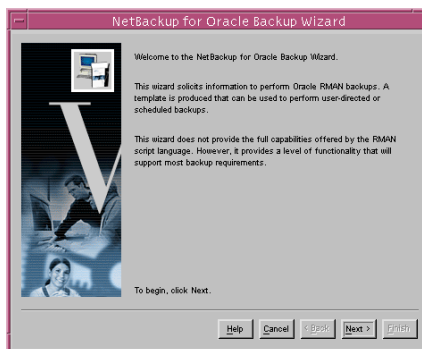 NetBackup for Oracle Backup Wizard
Welcome to the NetBackup for Oracle Backup Wizard.
This wizard solicits information to perform Oracle RMAN backups. A
template is produced that can be used to perform user-directed or
scheduled backups.
This wizard does not provide the full capabilities offered by the RMAN
script language. However, it provides a level of functionality that will
support most backup requirements.
To begin, click Next.
Help Cancel < Back Next > Finish